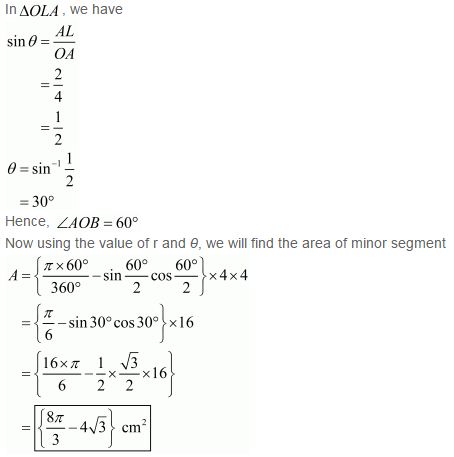 In ΔOLA, we have
sin θ = AL/OA
= 2/4
= 1/2
θ = sin⁻¹ 1/2
= 30°
Hence, ∠AOB = 60°
Now using the value of r and θ, we will find the area of minor segment
A = {π×60°/360° − sin 60°/2 cos 60°/2} × 4 × 4
= {π/6 − sin 30° cos 30°} × 16
= {16×π/6 − 1/2 × √3/2 × 16}
= {8π/3 − 4√3} cm²